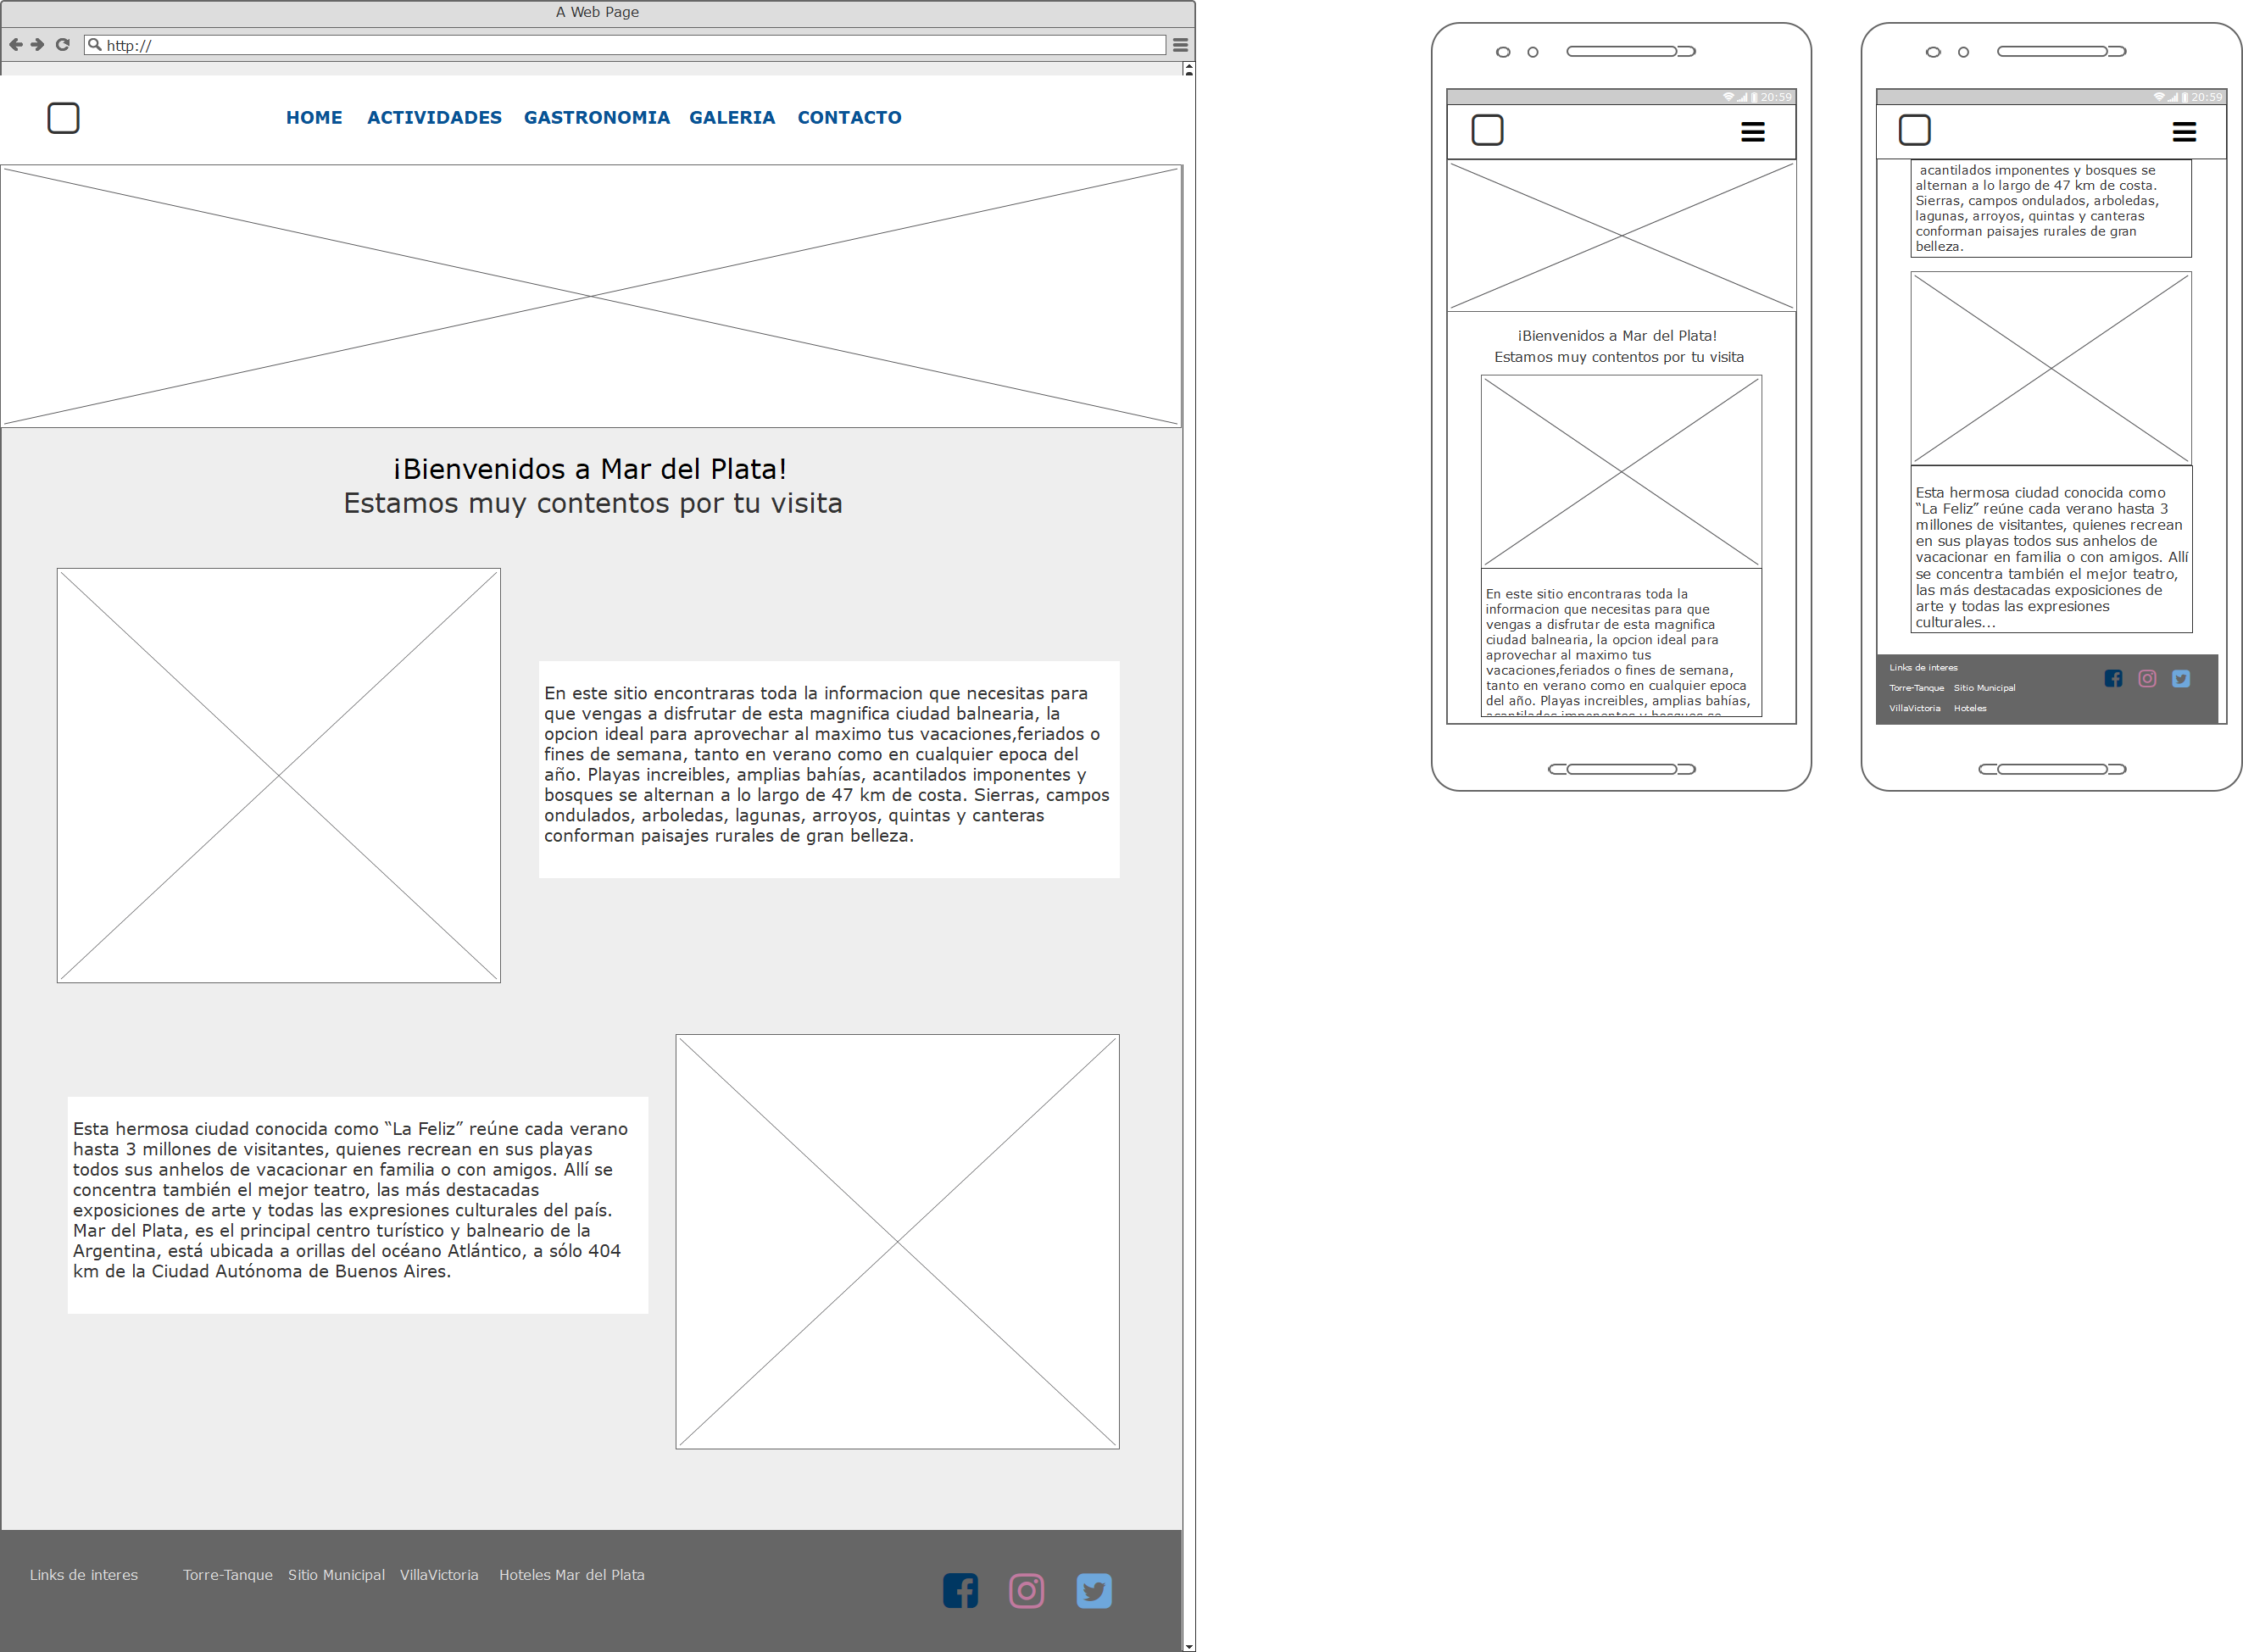 A Web Page
http://
HOME ACTIVIDADES GASTRONOMIA GALERIA CONTACTO
¡Bienvenidos a Mar del Plata!
Estamos muy contentos por tu visita
En este sitio encontraras toda la informacion que necesitas para
que vengas a disfrutar de esta magnifica ciudad balnearia, la
opcion ideal para aprovechar al maximo tus vacaciones,feriados o
fines de semana, tanto en verano como en cualquier epoca del
año. Playas increibles, amplias bahías, acantilados imponentes y
bosques se alternan a lo largo de 47 km de costa. Sierras, campos
ondulados, arboledas, lagunas, arroyos, quintas y canteras
conforman paisajes rurales de gran belleza.
Esta hermosa ciudad conocida como “La Feliz” reúne cada verano
hasta 3 millones de visitantes, quienes recrean en sus playas
todos sus anhelos de vacacionar en familia o con amigos. Allí se
concentra también el mejor teatro, las más destacadas
exposiciones de arte y todas las expresiones culturales del país.
Mar del Plata, es el principal centro turístico y balneario de la
Argentina, está ubicada a orillas del océano Atlántico, a sólo 404
km de la Ciudad Autónoma de Buenos Aires.
Links de interes Torre-Tanque Sitio Municipal VillaVictoria Hoteles Mar del Plata
20:59
¡Bienvenidos a Mar del Plata!
Estamos muy contentos por tu visita
En este sitio encontraras toda la
informacion que necesitas para que
vengas a disfrutar de esta magnifica
ciudad balnearia, la opcion ideal para
aprovechar al maximo tus
vacaciones,feriados o fines de semana,
tanto en verano como en cualquier epoca
del año. Playas increibles, amplias bahías,
acantilados imponentes y bosques se
20:59
acantilados imponentes y bosques se
alternan a lo largo de 47 km de costa.
Sierras, campos ondulados, arboledas,
lagunas, arroyos, quintas y canteras
conforman paisajes rurales de gran
belleza.
Esta hermosa ciudad conocida como
“La Feliz” reúne cada verano hasta 3
millones de visitantes, quienes recrean
en sus playas todos sus anhelos de
vacacionar en familia o con amigos. Allí
se concentra también el mejor teatro,
las más destacadas exposiciones de
arte y todas las expresiones
culturales...
Links de interes
Torre-Tanque Sitio Municipal
VillaVictoria Hoteles